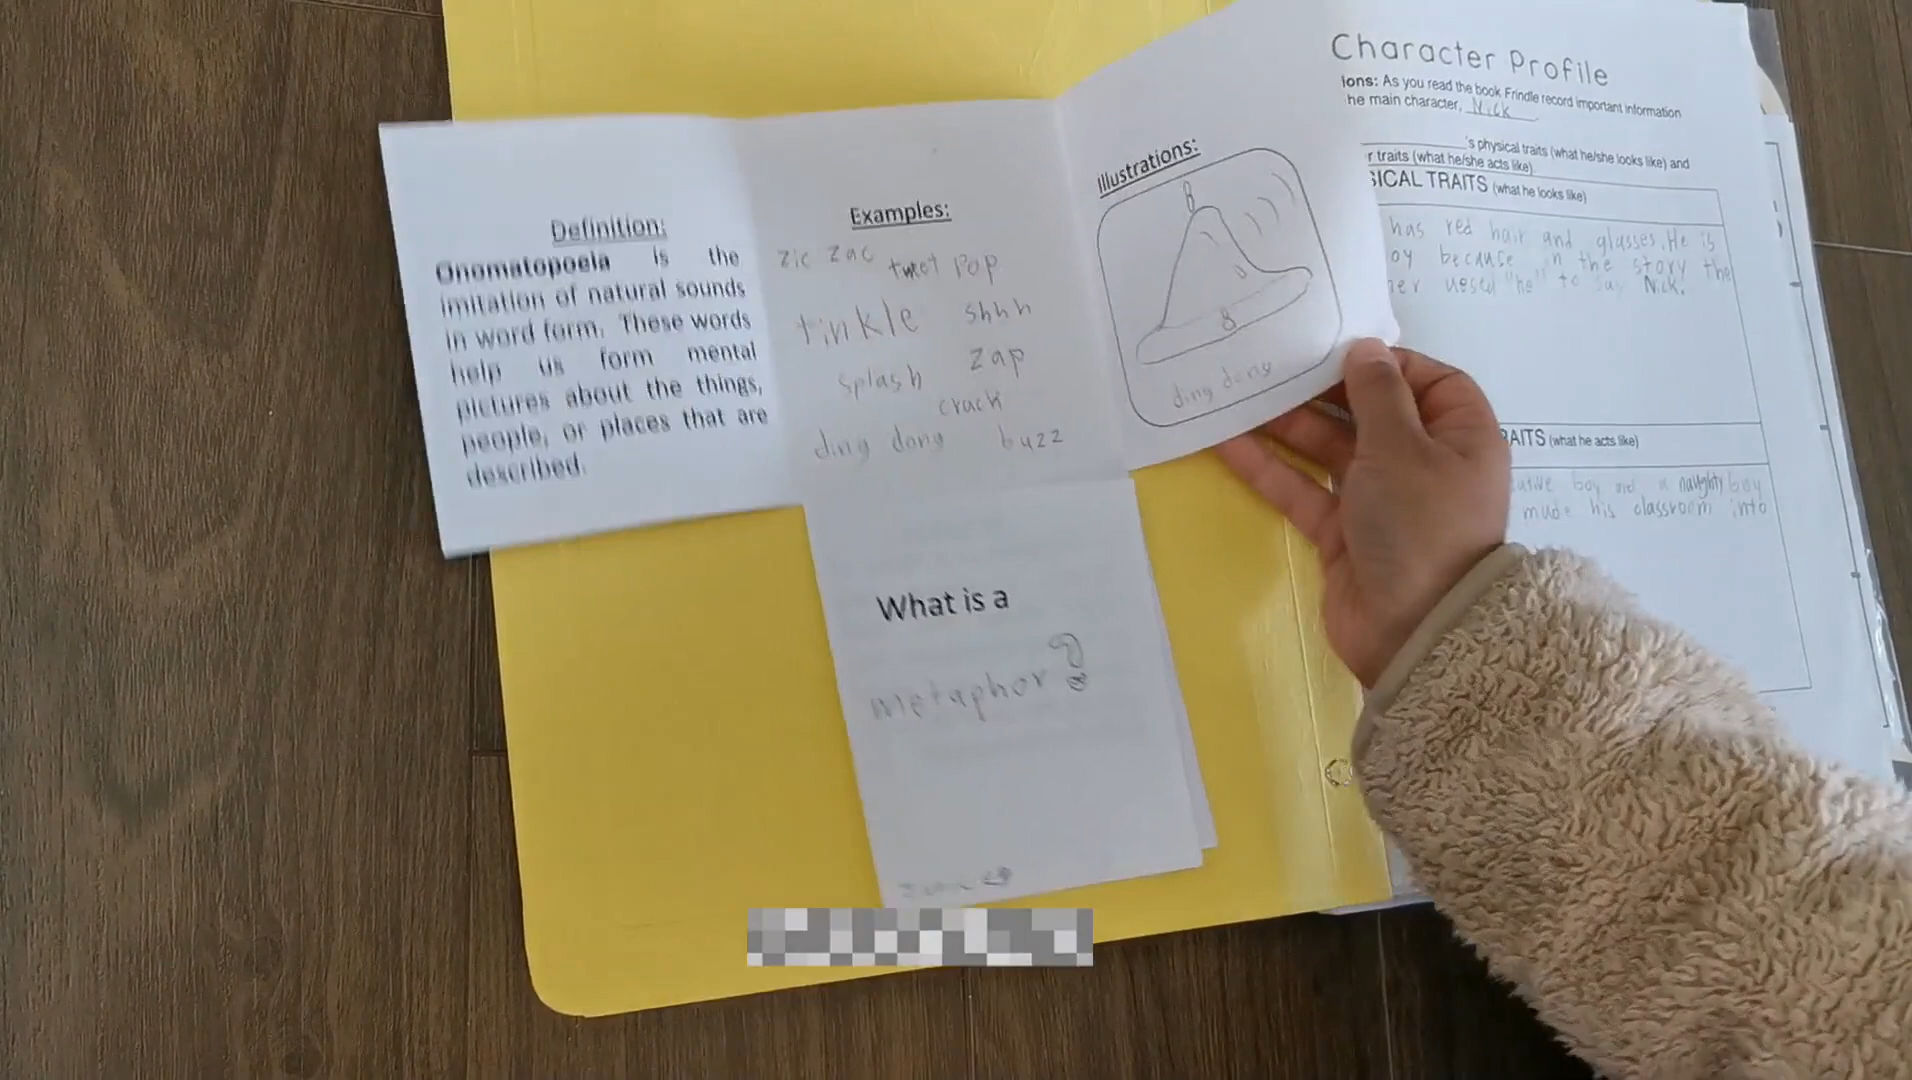 Definition:
Onomatopoeia is the
imitation of natural sounds
in word form. These words
help us form mental
pictures about the things,
people, or places that are
described.
Examples:
zic zac
tweet pop
tinkle shhh
splash zap
crack
ding dong buzz
Illustrations:
ding dong
What is a
metaphor?
Character Profile
ions: As you read the book Frindle record important information
he main character, Nick.
's physical traits (what he/she looks like) and
r traits (what he/she acts like)
SICAL TRAITS (what he looks like)
has red hair and glasses. He is
oy because in the story the
er uesed "he" to say Nick.
RAITS (what he acts like)
ative boy and a naughty boy
made his classroom into